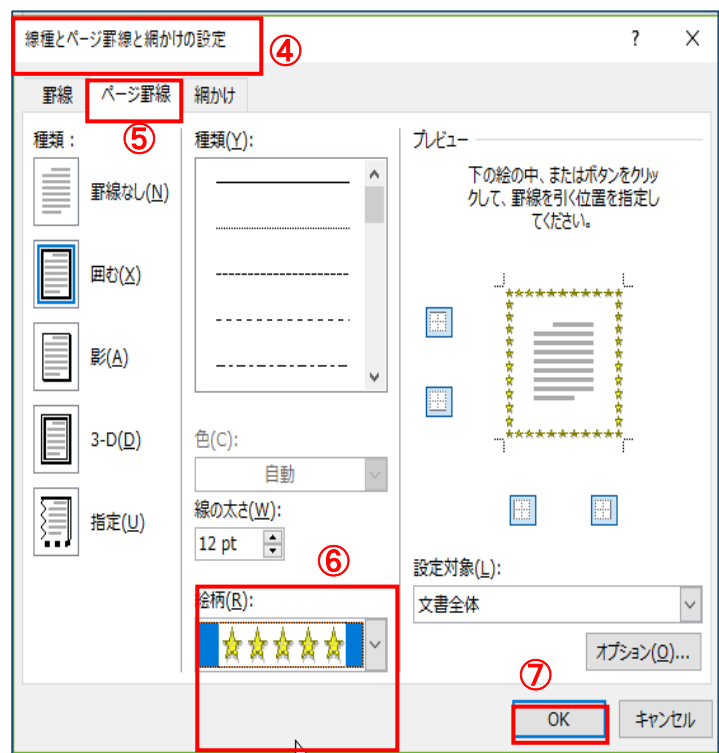 線種とページ罫線と網かけの設定
④
?
罫線
ページ罫線
網かけ
⑤
種類：
罫線なし(N)
囲む(X)
影(A)
3-D(D)
指定(U)
種類(Y):
色(C):
自動
線の太さ(W):
12 pt
⑥
絵柄(R):
プレビュー
下の絵の中、またはボタンをクリッ
クして、罫線を引く位置を指定し
てください。
設定対象(L):
文書全体
オプション(O)...
⑦
OK
キャンセル